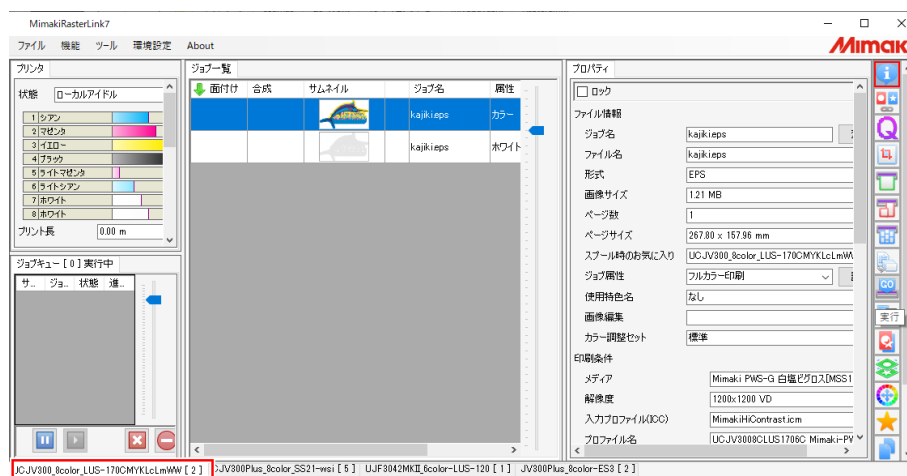 MimakiRasterLink7
ファイル 機能 ツール 環境設定 About
Mimak
プリンタ
状態 ローカルアイドル
1 シアン
2 マゼンタ
3 イエロー
4 ブラック
5 ライトマゼンタ
6 ライトシアン
7 ホワイト
8 ホワイト
プリント長 0.00 m
ジョブキュー [ 0 ] 実行中
サ... ジョ... 状態 進...
ジョブ一覧
面付け 合成 サムネイル ジョブ名 属性
kajiki.eps カラー
kajiki.eps ホワイト
プロパティ
ロック
ファイル情報
ジョブ名 kajiki.eps
ファイル名 kajiki.eps
形式 EPS
画像サイズ 1.21 MB
ページ数 1
ページサイズ 267.80 x 157.96 mm
スプール時のお気に入り UCJV300_8color_LUS-170CMYKLcLmWW
ジョブ属性 フルカラー印刷
使用特色名 なし
画像編集
カラー調整セット 標準
印刷条件
メディア Mimaki PWS-G 白塩ビグロス[MSS1
解像度 1200x1200 VD
入力プロファイル(ICC) MimakiHiContrast.icm
プロファイル名 UCJV3008CLUS1706C Mimaki-PV
GO
実行
JCJV300_8color_LUS-170CMYKLcLmWW [ 2 ] CJV300Plus_8color_SS21-wsi [ 5 ] UJF3042MKII_6color-LUS-120 [ 1 ] JV300Plus_8color-ES3 [ 2 ]